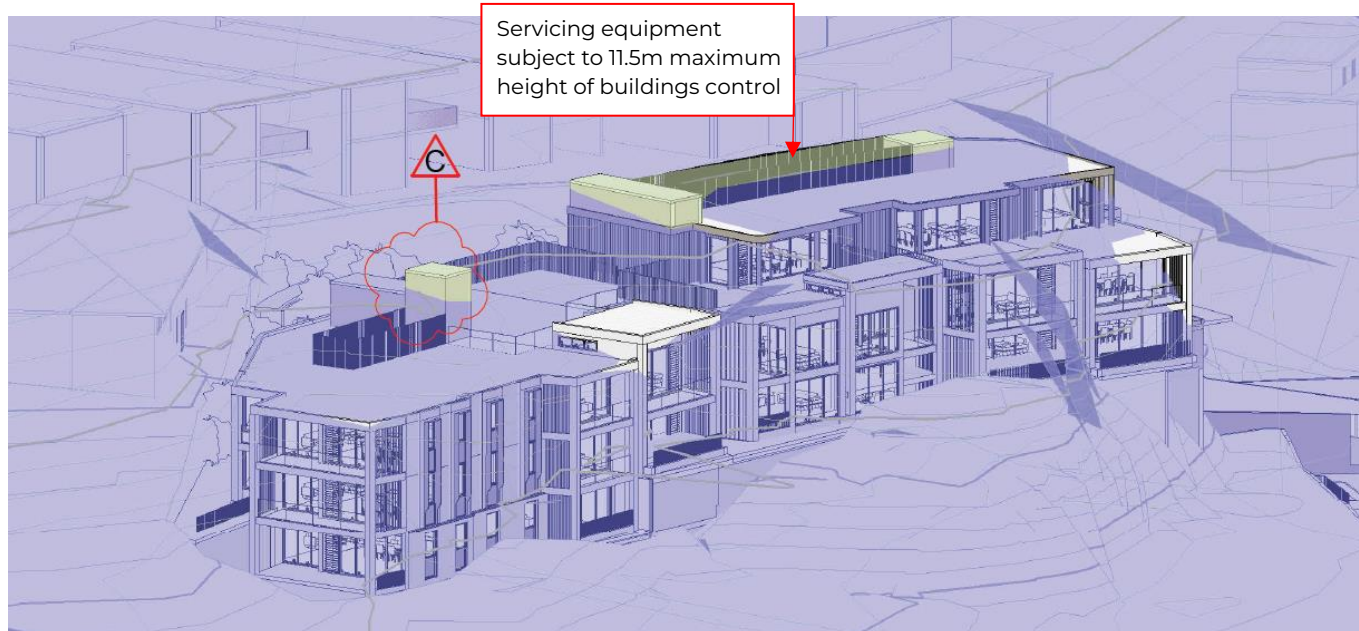 Servicing equipment
subject to 11.5m maximum
height of buildings control
C